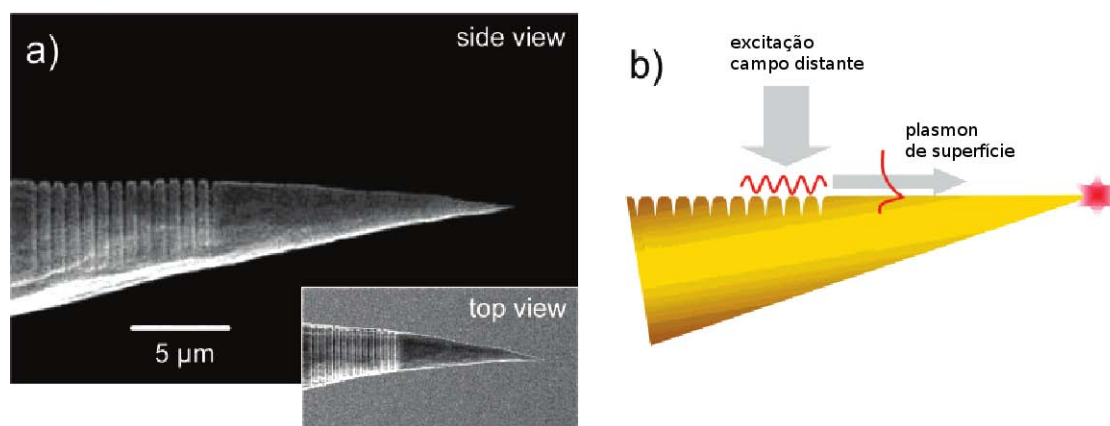 a)
side view
5 µm
top view
b)
excitação
campo distante
plasmon
de superfície